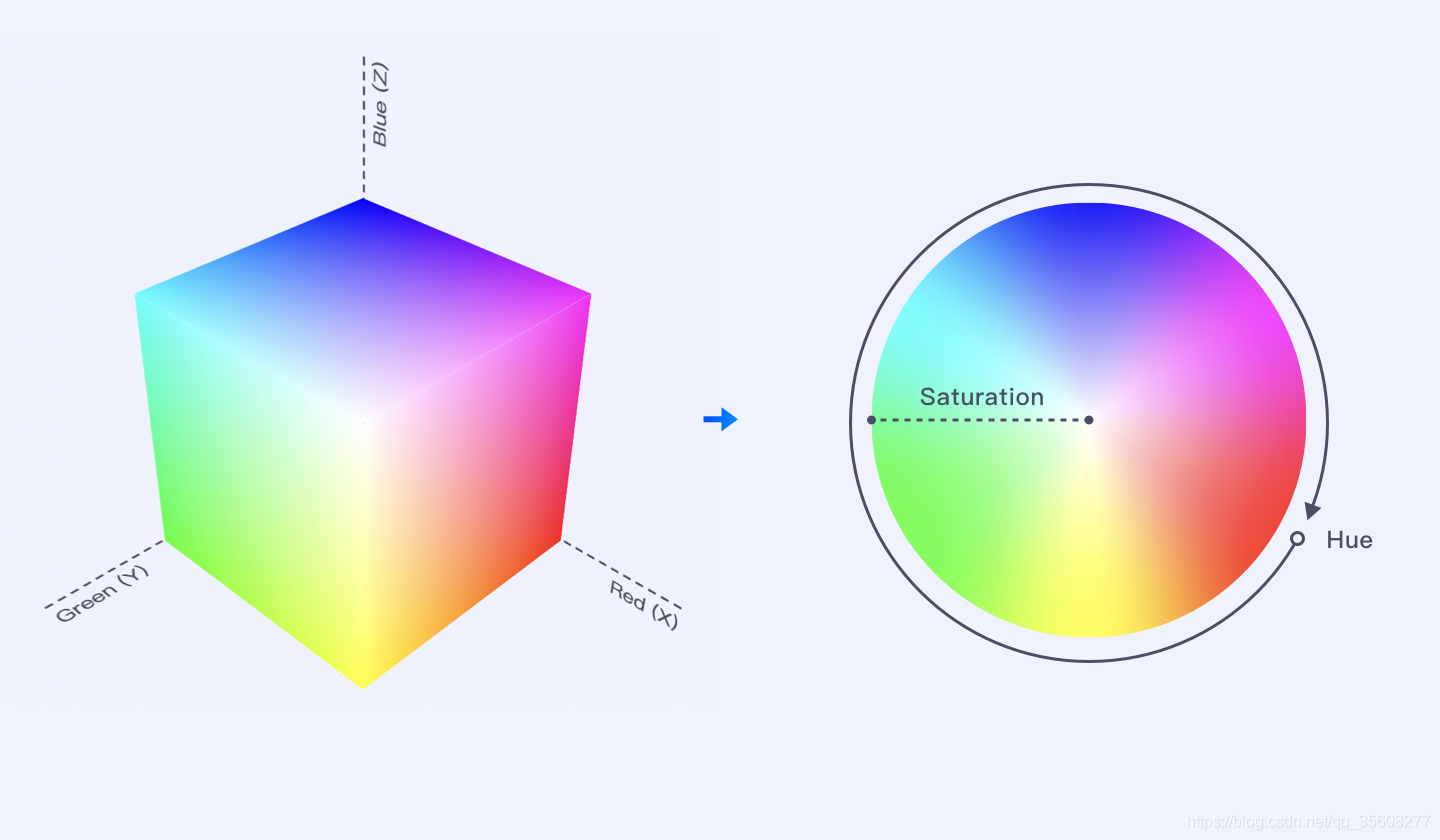 Blue (Z)
Green (Y)
Red (X)
Saturation
Hue
https://blog.csdn.net/qq_35608277